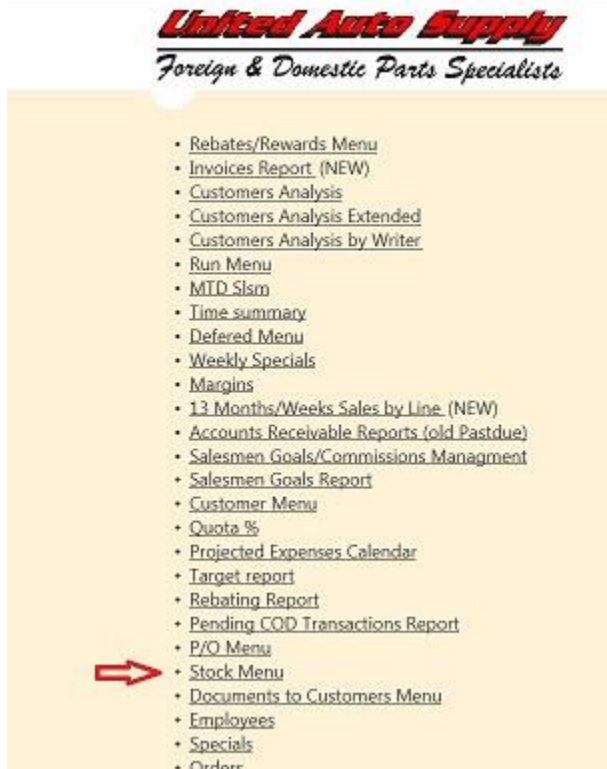 United Auto Supply
Foreign & Domestic Parts Specialists
• Rebates/Rewards Menu
• Invoices Report (NEW)
• Customers Analysis
• Customers Analysis Extended
• Customers Analysis by Writer
• Run Menu
• MTD Slsm
• Time summary
• Defered Menu
• Weekly Specials
• Margins
• 13 Months/Weeks Sales by Line (NEW)
• Accounts Receivable Reports (old Pastdue)
• Salesmen Goals/Commissions Managment
• Salesmen Goals Report
• Customer Menu
• Quota %
• Projected Expenses Calendar
• Target report
• Rebating Report
• Pending COD Transactions Report
• P/O Menu
• Stock Menu
• Documents to Customers Menu
• Employees
• Specials
• Orders